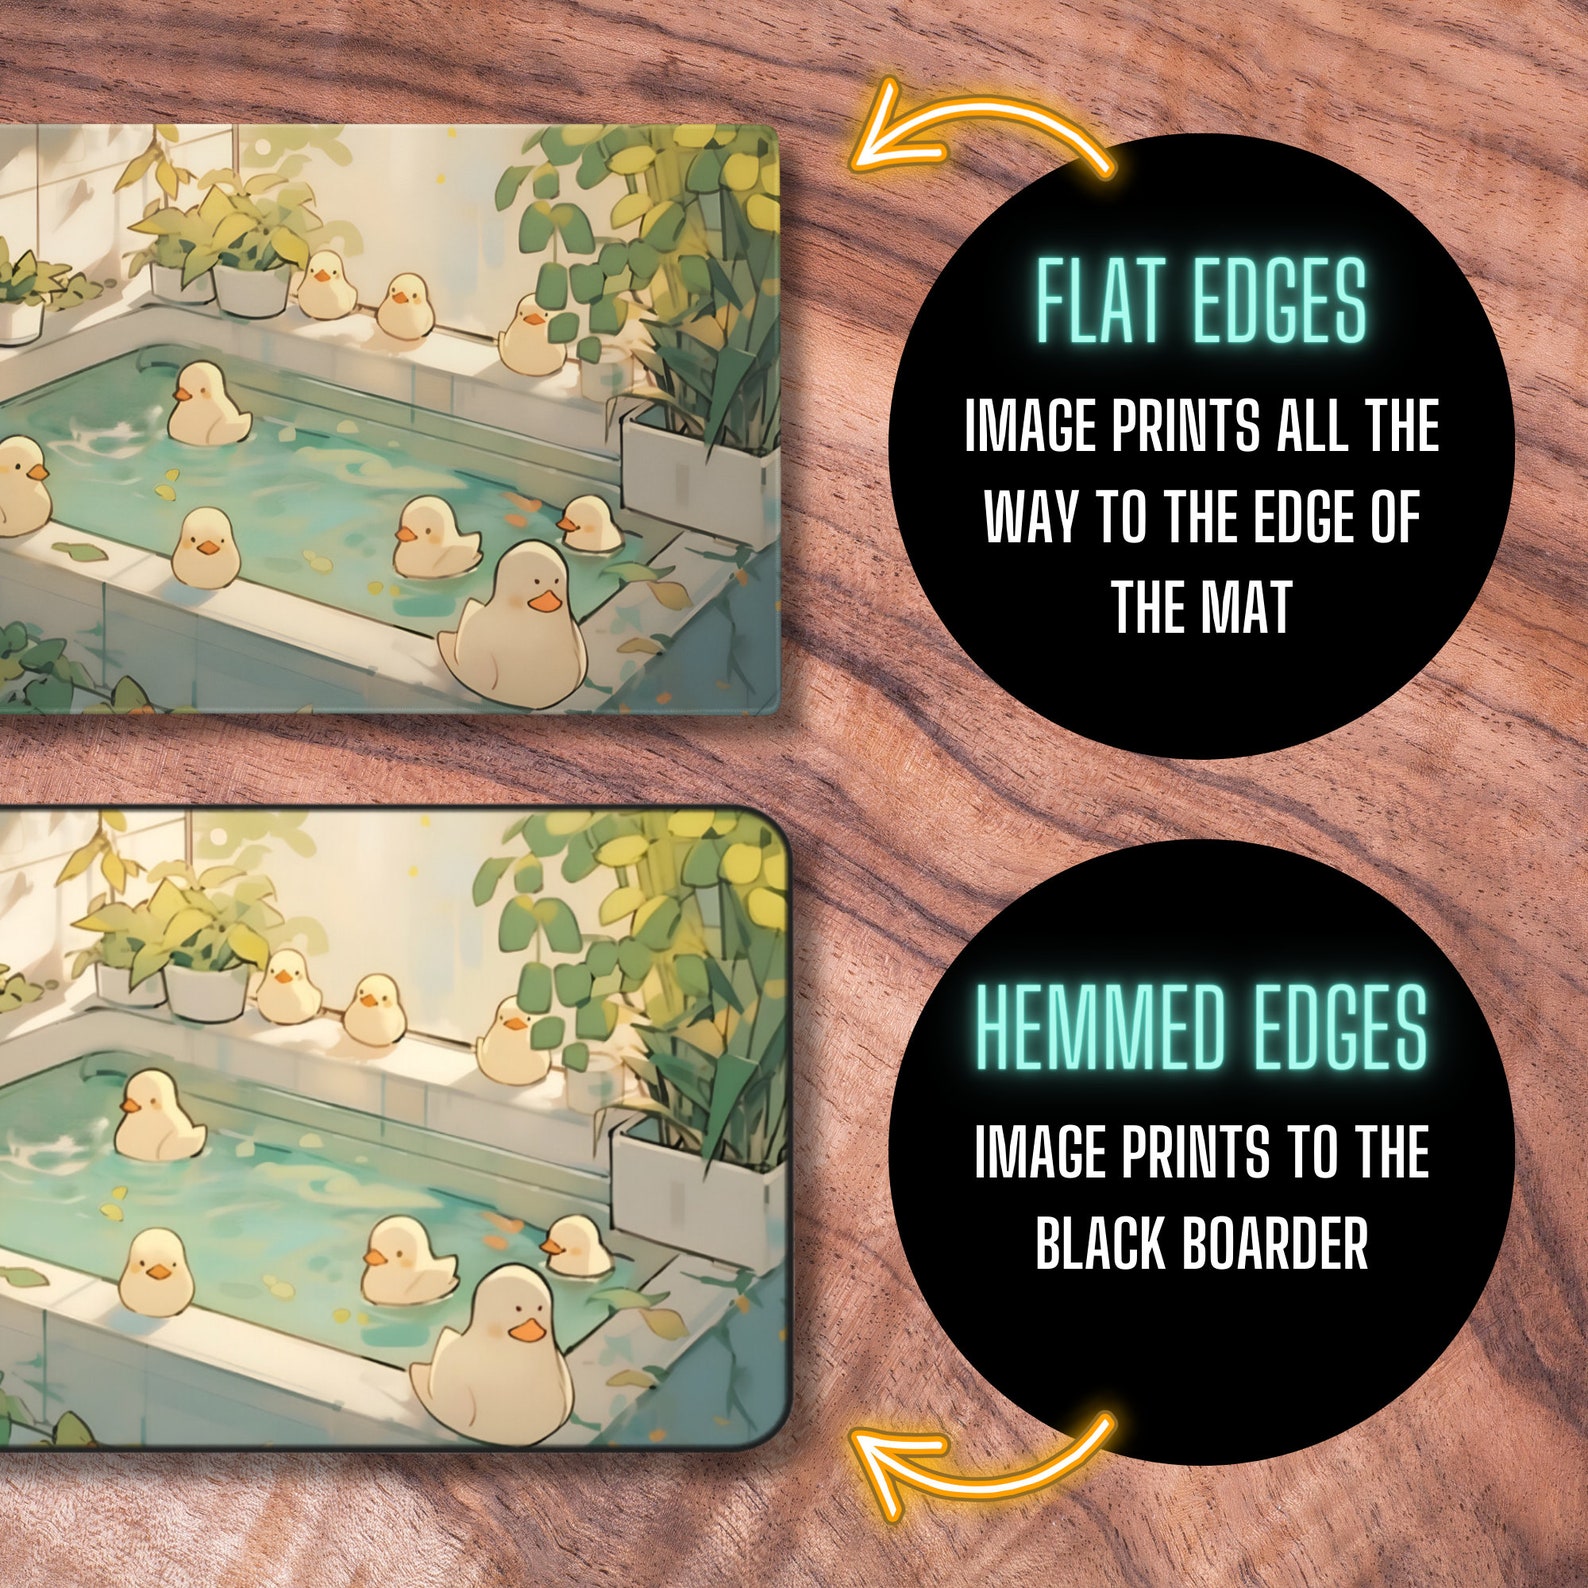 FLAT EDGES
IMAGE PRINTS ALL THE
WAY TO THE EDGE OF
THE MAT
HEMMED EDGES
IMAGE PRINTS TO THE
BLACK BOARDER